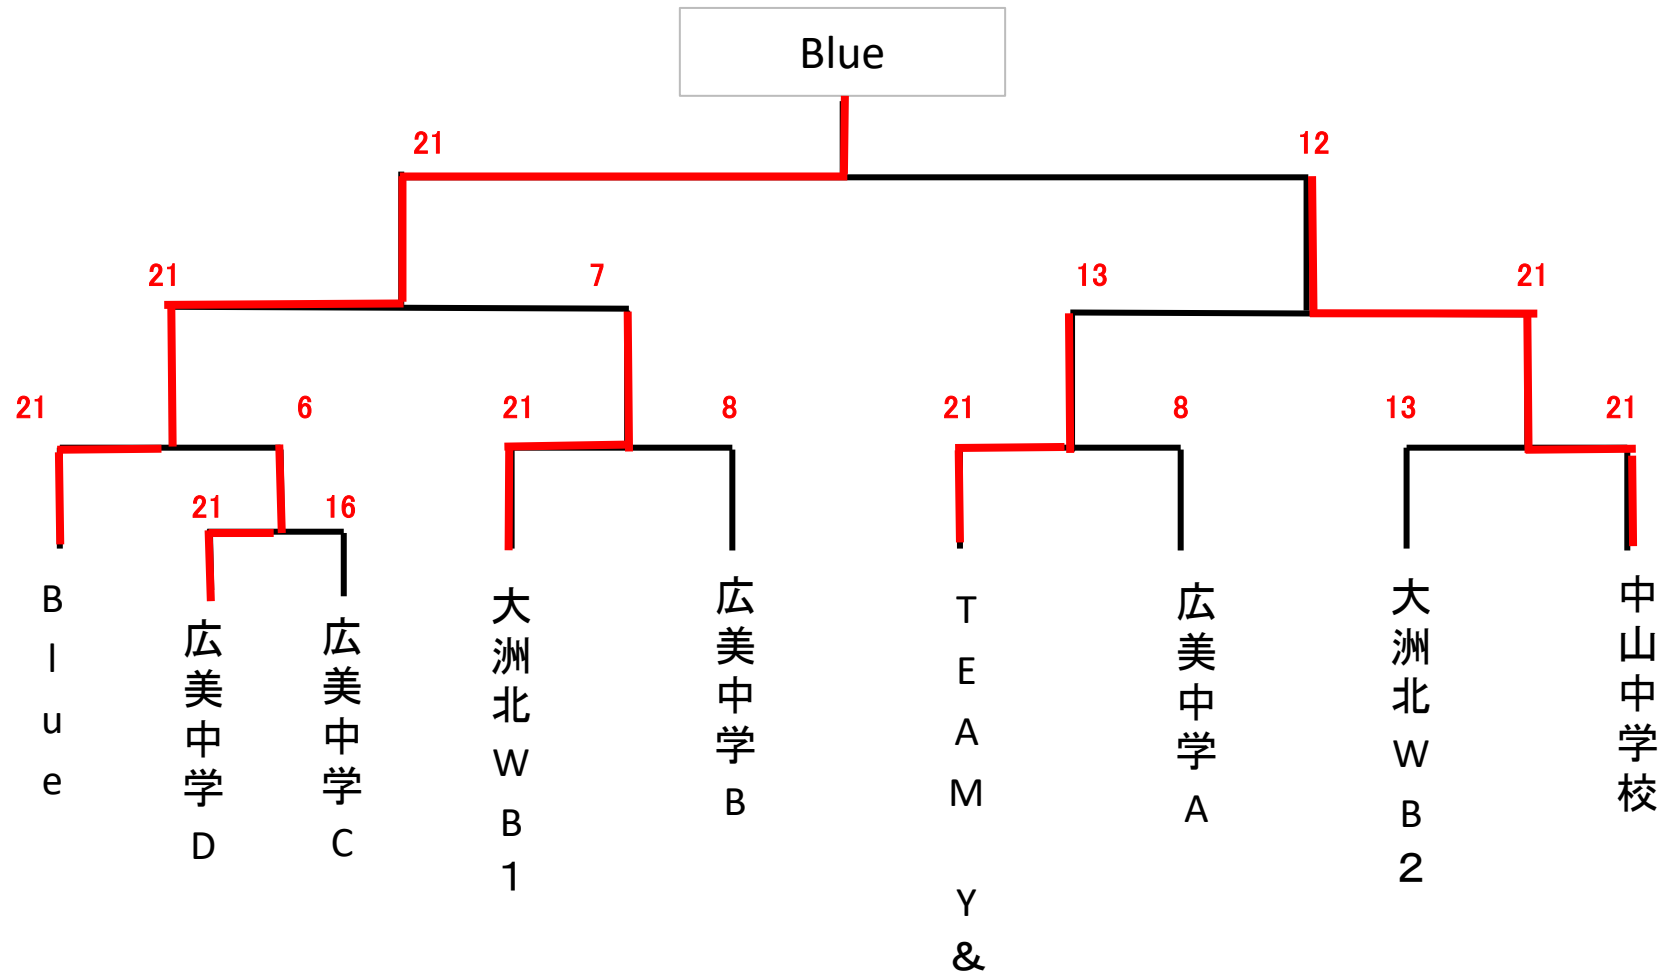 Blue
21 12
21 7 13 21
21 6 21 8 21 8 13 21
21 16
Blue
広美中学D
広美中学C
大洲北WB1
広美中学B
TEAM Y&
広美中学A
大洲北WB2
中山中学校